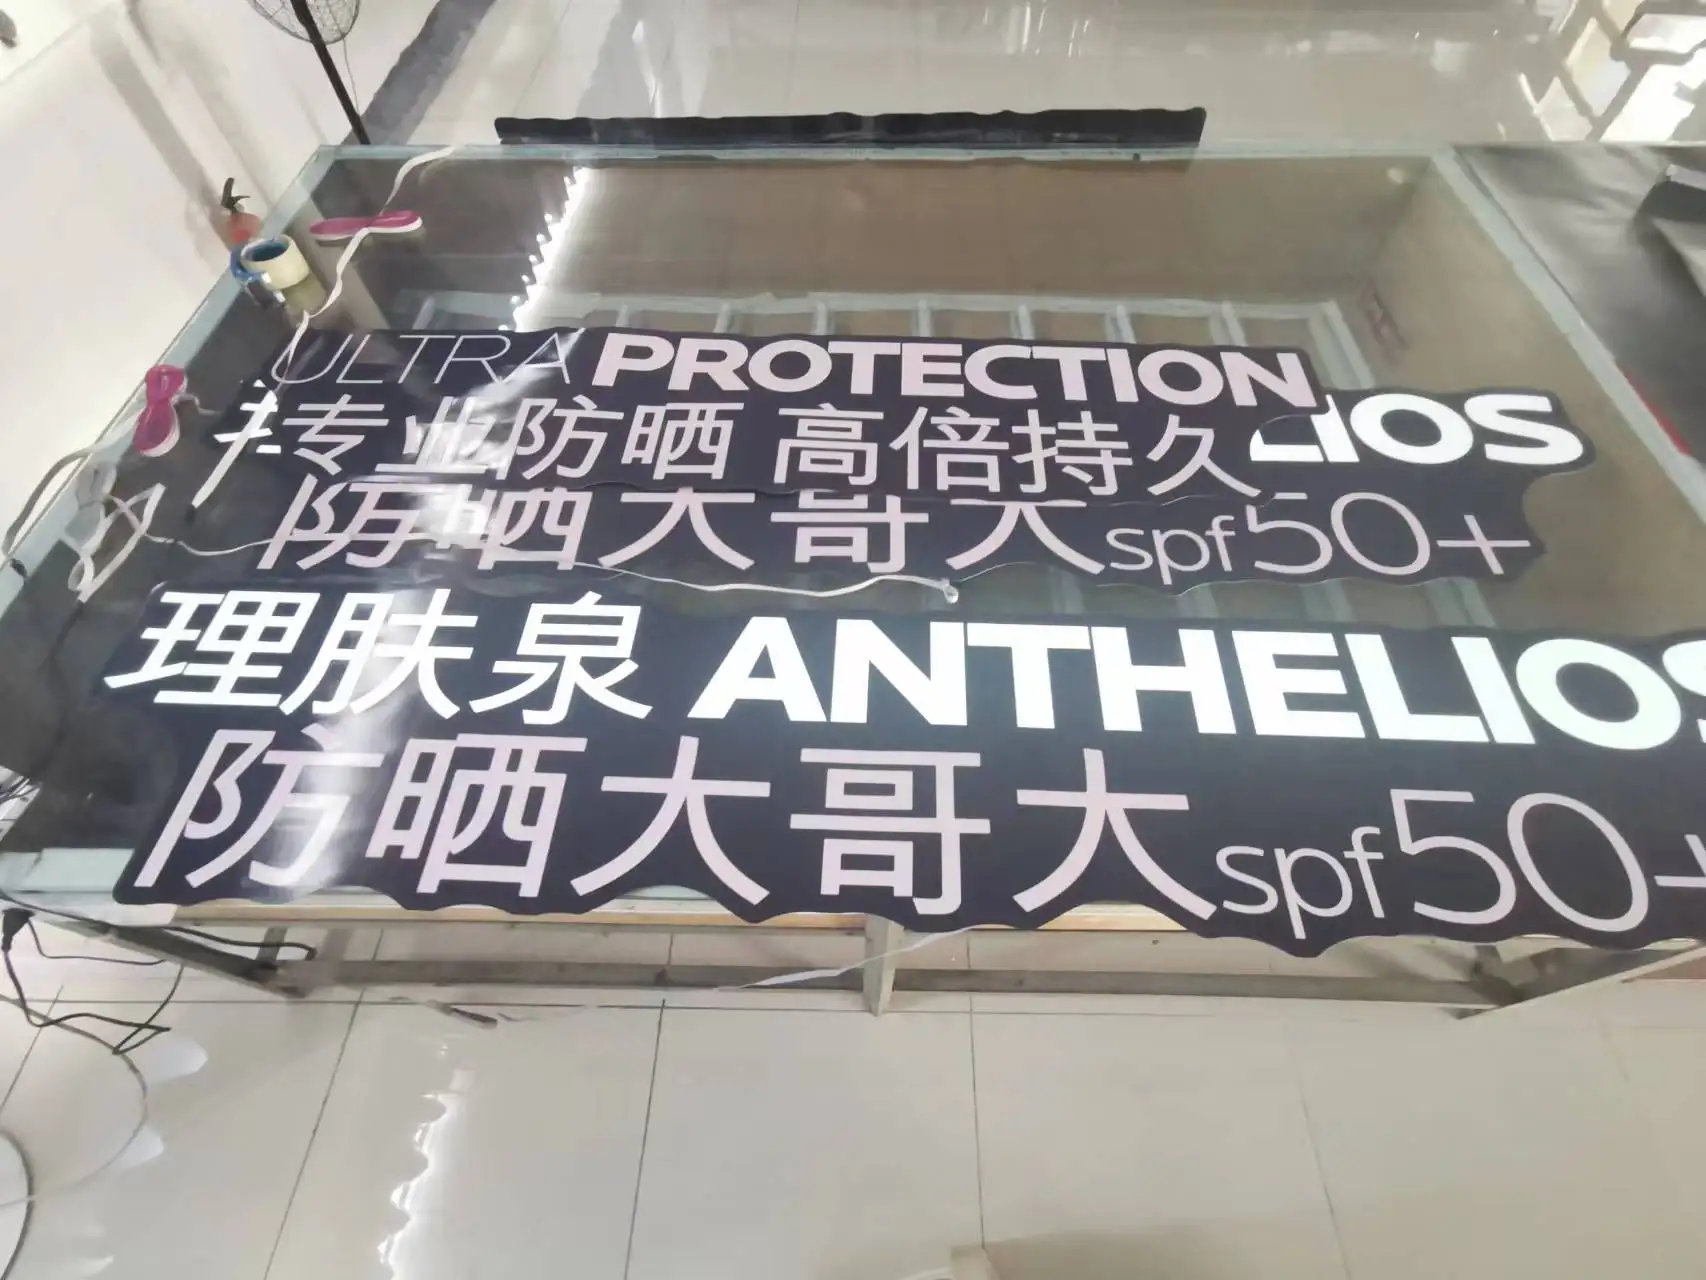 ULTRA PROTECTION
专业防晒 高倍持久
LIOS
防晒大哥大spf50+
理肤泉 ANTHELIOS
防晒大哥大spf50+